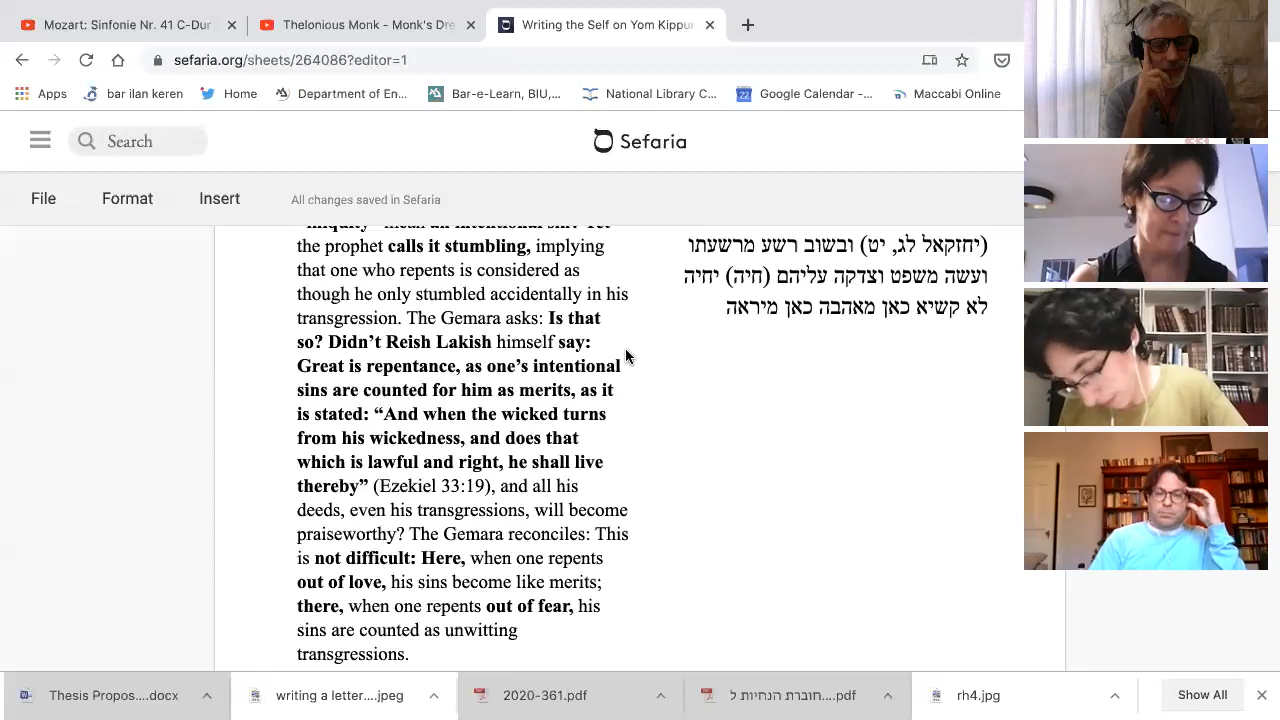 Mozart: Sinfonie Nr. 41 C-Dur
Thelonious Monk - Monk's Dre
Writing the Self on Yom Kippur
sefaria.org/sheets/264086?editor=1
Apps
bar ilan keren
Home
Department of En...
Bar-e-Learn, BIU,...
National Library C...
Google Calendar -...
Maccabi Online
Search
Sefaria
File
Format
Insert
All changes saved in Sefaria
the prophet calls it stumbling, implying
that one who repents is considered as
though he only stumbled accidentally in his
transgression. The Gemara asks: Is that
so? Didn't Reish Lakish himself say:
Great is repentance, as one's intentional
sins are counted for him as merits, as it
is stated: “And when the wicked turns
from his wickedness, and does that
which is lawful and right, he shall live
thereby” (Ezekiel 33:19), and all his
deeds, even his transgressions, will become
praiseworthy? The Gemara reconciles: This
is not difficult: Here, when one repents
out of love, his sins become like merits;
there, when one repents out of fear, his
sins are counted as unwitting
transgressions.
(יחזקאל לג, יט) ובשוב רשע מרשעתו
ועשה משפט וצדקה עליהם (חיה) יחיה
לא קשיא כאן מאהבה כאן מיראה
Thesis Propos....docx
writing a letter....jpeg
2020-361.pdf
חוברת הנחיות ל....pdf
rh4.jpg
Show All